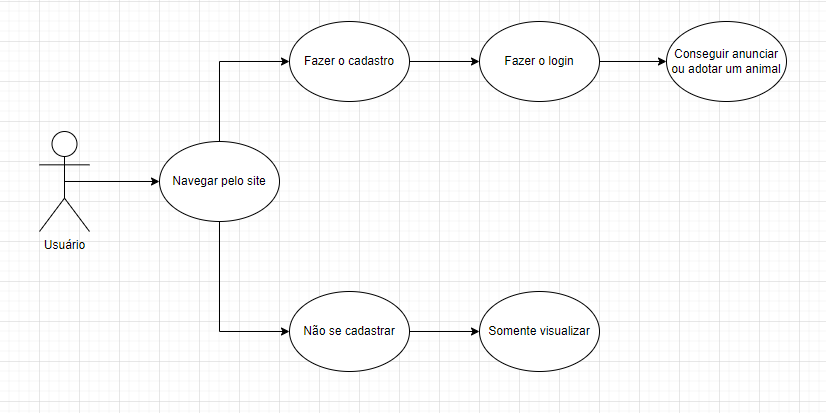 Fazer o cadastro
Fazer o login
Conseguir anunciar
ou adotar um animal
Navegar pelo site
Usuário
Não se cadastrar
Somente visualizar